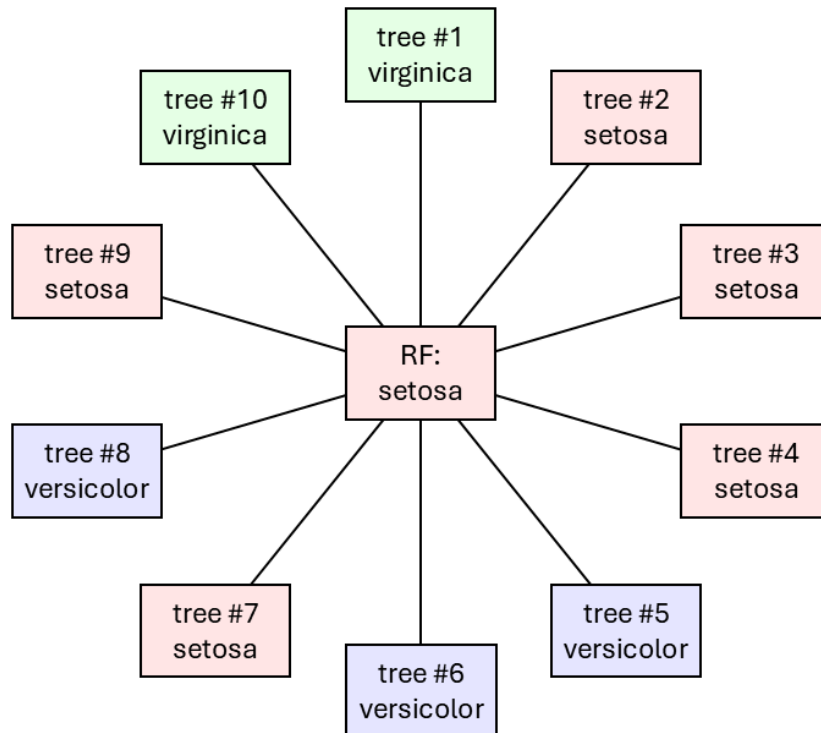 tree #1
virginica
tree #2
setosa
tree #3
setosa
tree #4
setosa
tree #5
versicolor
tree #6
versicolor
tree #7
setosa
tree #8
versicolor
tree #9
setosa
tree #10
virginica
RF:
setosa